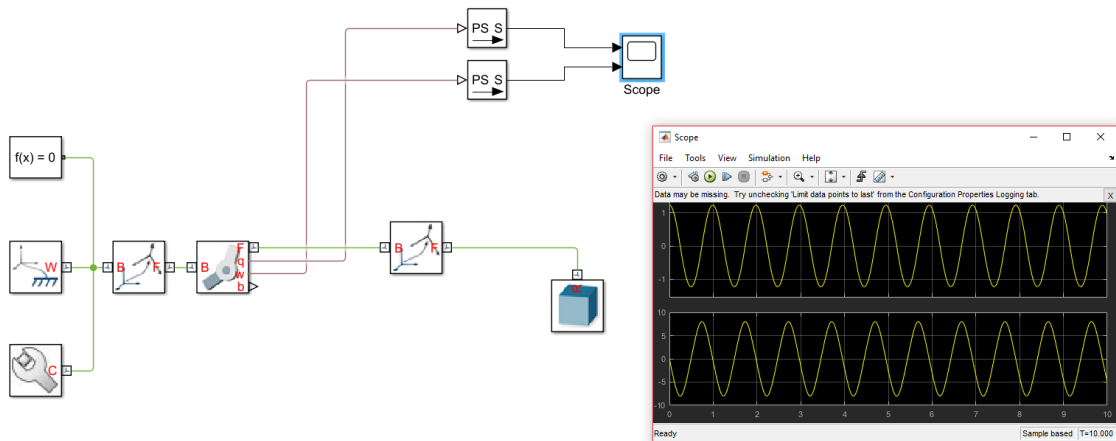 PS S
PS S
Scope
f(x) = 0
W
B F
B
F
q
w
b
B F
C
Scope
File Tools View Simulation Help
Data may be missing. Try unchecking 'Limit data points to last' from the Configuration Properties Logging tab. X
1
0
-1
10
5
0
-5
-10
0 1 2 3 4 5 6 7 8 9 10
Ready Sample based T=10.000